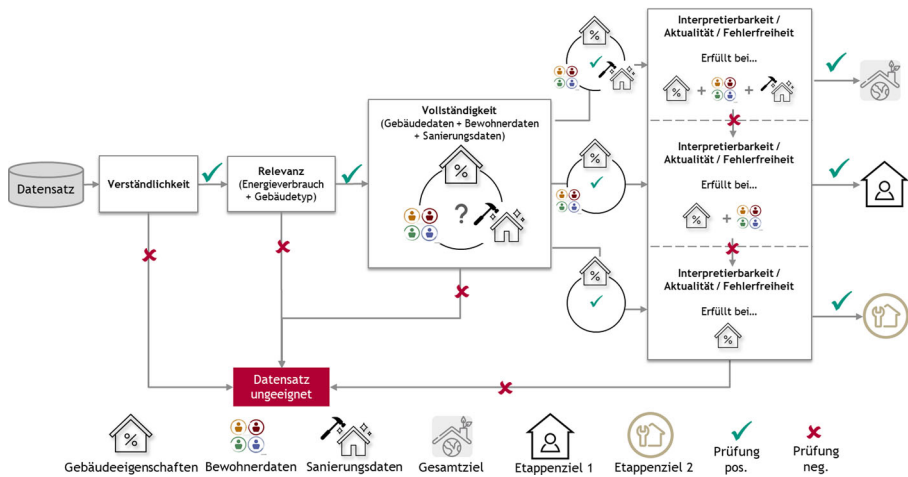 Datensatz
Verständlichkeit
Relevanz
(Energieverbrauch
+ Gebäudetyp)
Vollständigkeit
(Gebäudedaten + Bewohnerdaten
+ Sanierungsdaten)
%
?
%
%
%
Interpretierbarkeit /
Aktualität / Fehlerfreiheit
Erfüllt bei...
% + +
Interpretierbarkeit /
Aktualität / Fehlerfreiheit
Erfüllt bei...
% +
Interpretierbarkeit /
Aktualität / Fehlerfreiheit
Erfüllt bei...
%
Datensatz
ungeeignet
%
Gebäudeeigenschaften
Bewohnerdaten
Sanierungsdaten
Gesamtziel
Etappenziel 1
Etappenziel 2
Prüfung
pos.
Prüfung
neg.